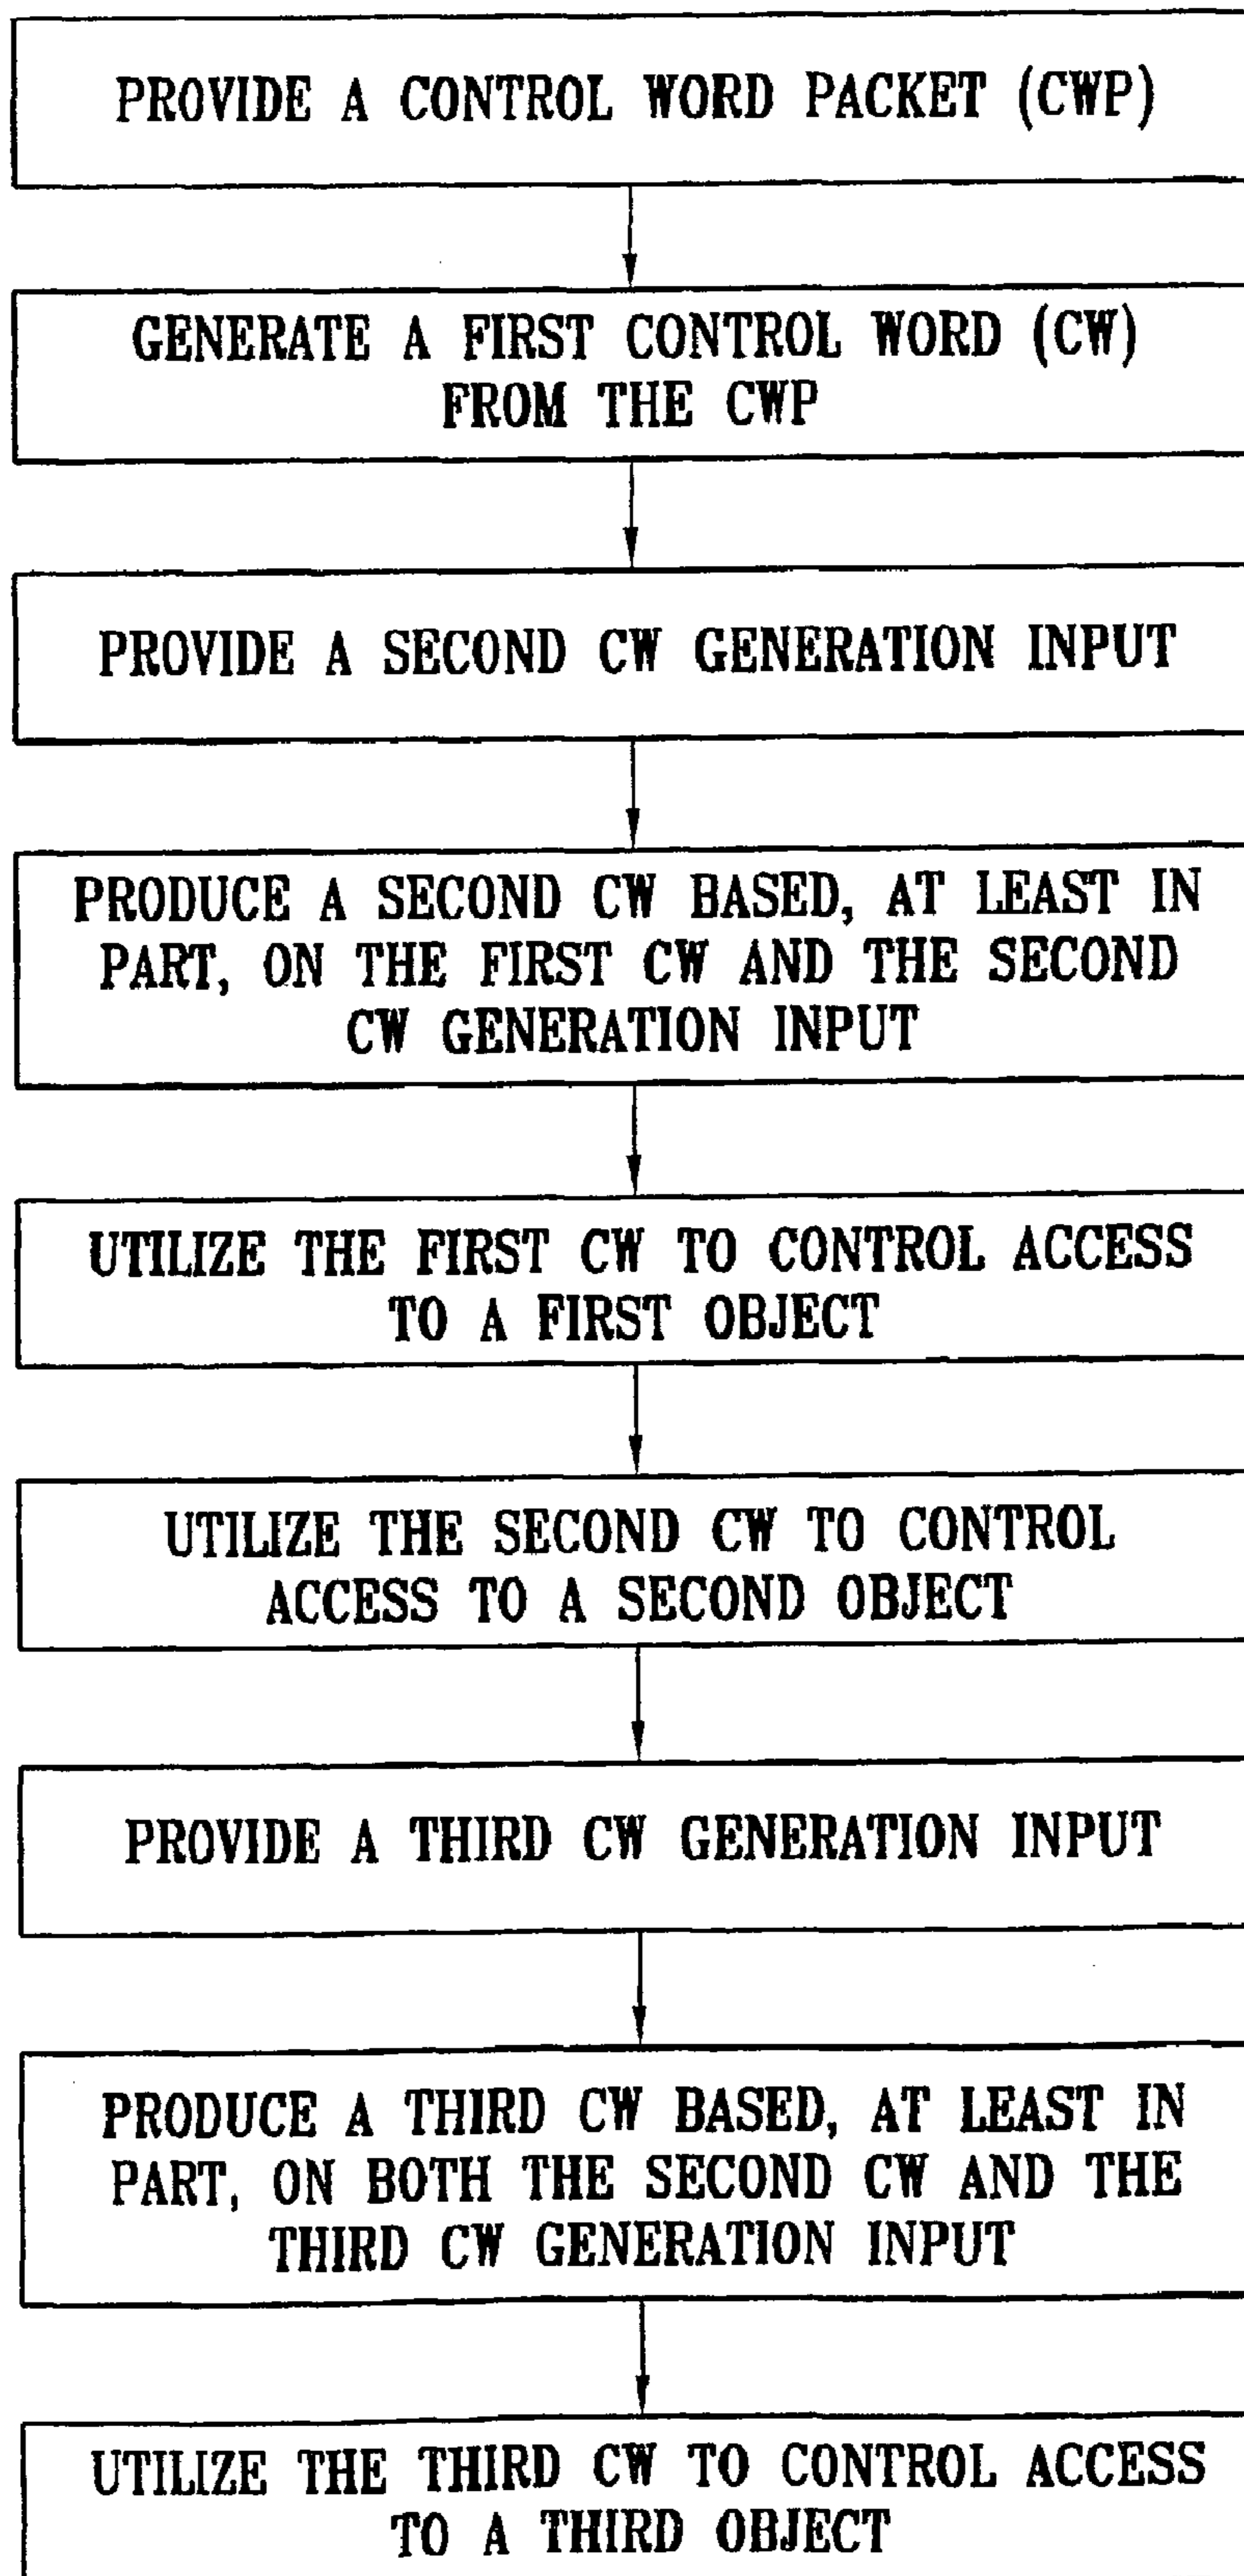 PROVIDE A CONTROL WORD PACKET (CWP)
GENERATE A FIRST CONTROL WORD (CW)
FROM THE CWP
PROVIDE A SECOND CW GENERATION INPUT
PRODUCE A SECOND CW BASED, AT LEAST IN
PART, ON THE FIRST CW AND THE SECOND
CW GENERATION INPUT
UTILIZE THE FIRST CW TO CONTROL ACCESS
TO A FIRST OBJECT
UTILIZE THE SECOND CW TO CONTROL
ACCESS TO A SECOND OBJECT
PROVIDE A THIRD CW GENERATION INPUT
PRODUCE A THIRD CW BASED, AT LEAST IN
PART, ON BOTH THE SECOND CW AND THE
THIRD CW GENERATION INPUT
UTILIZE THE THIRD CW TO CONTROL ACCESS
TO A THIRD OBJECT